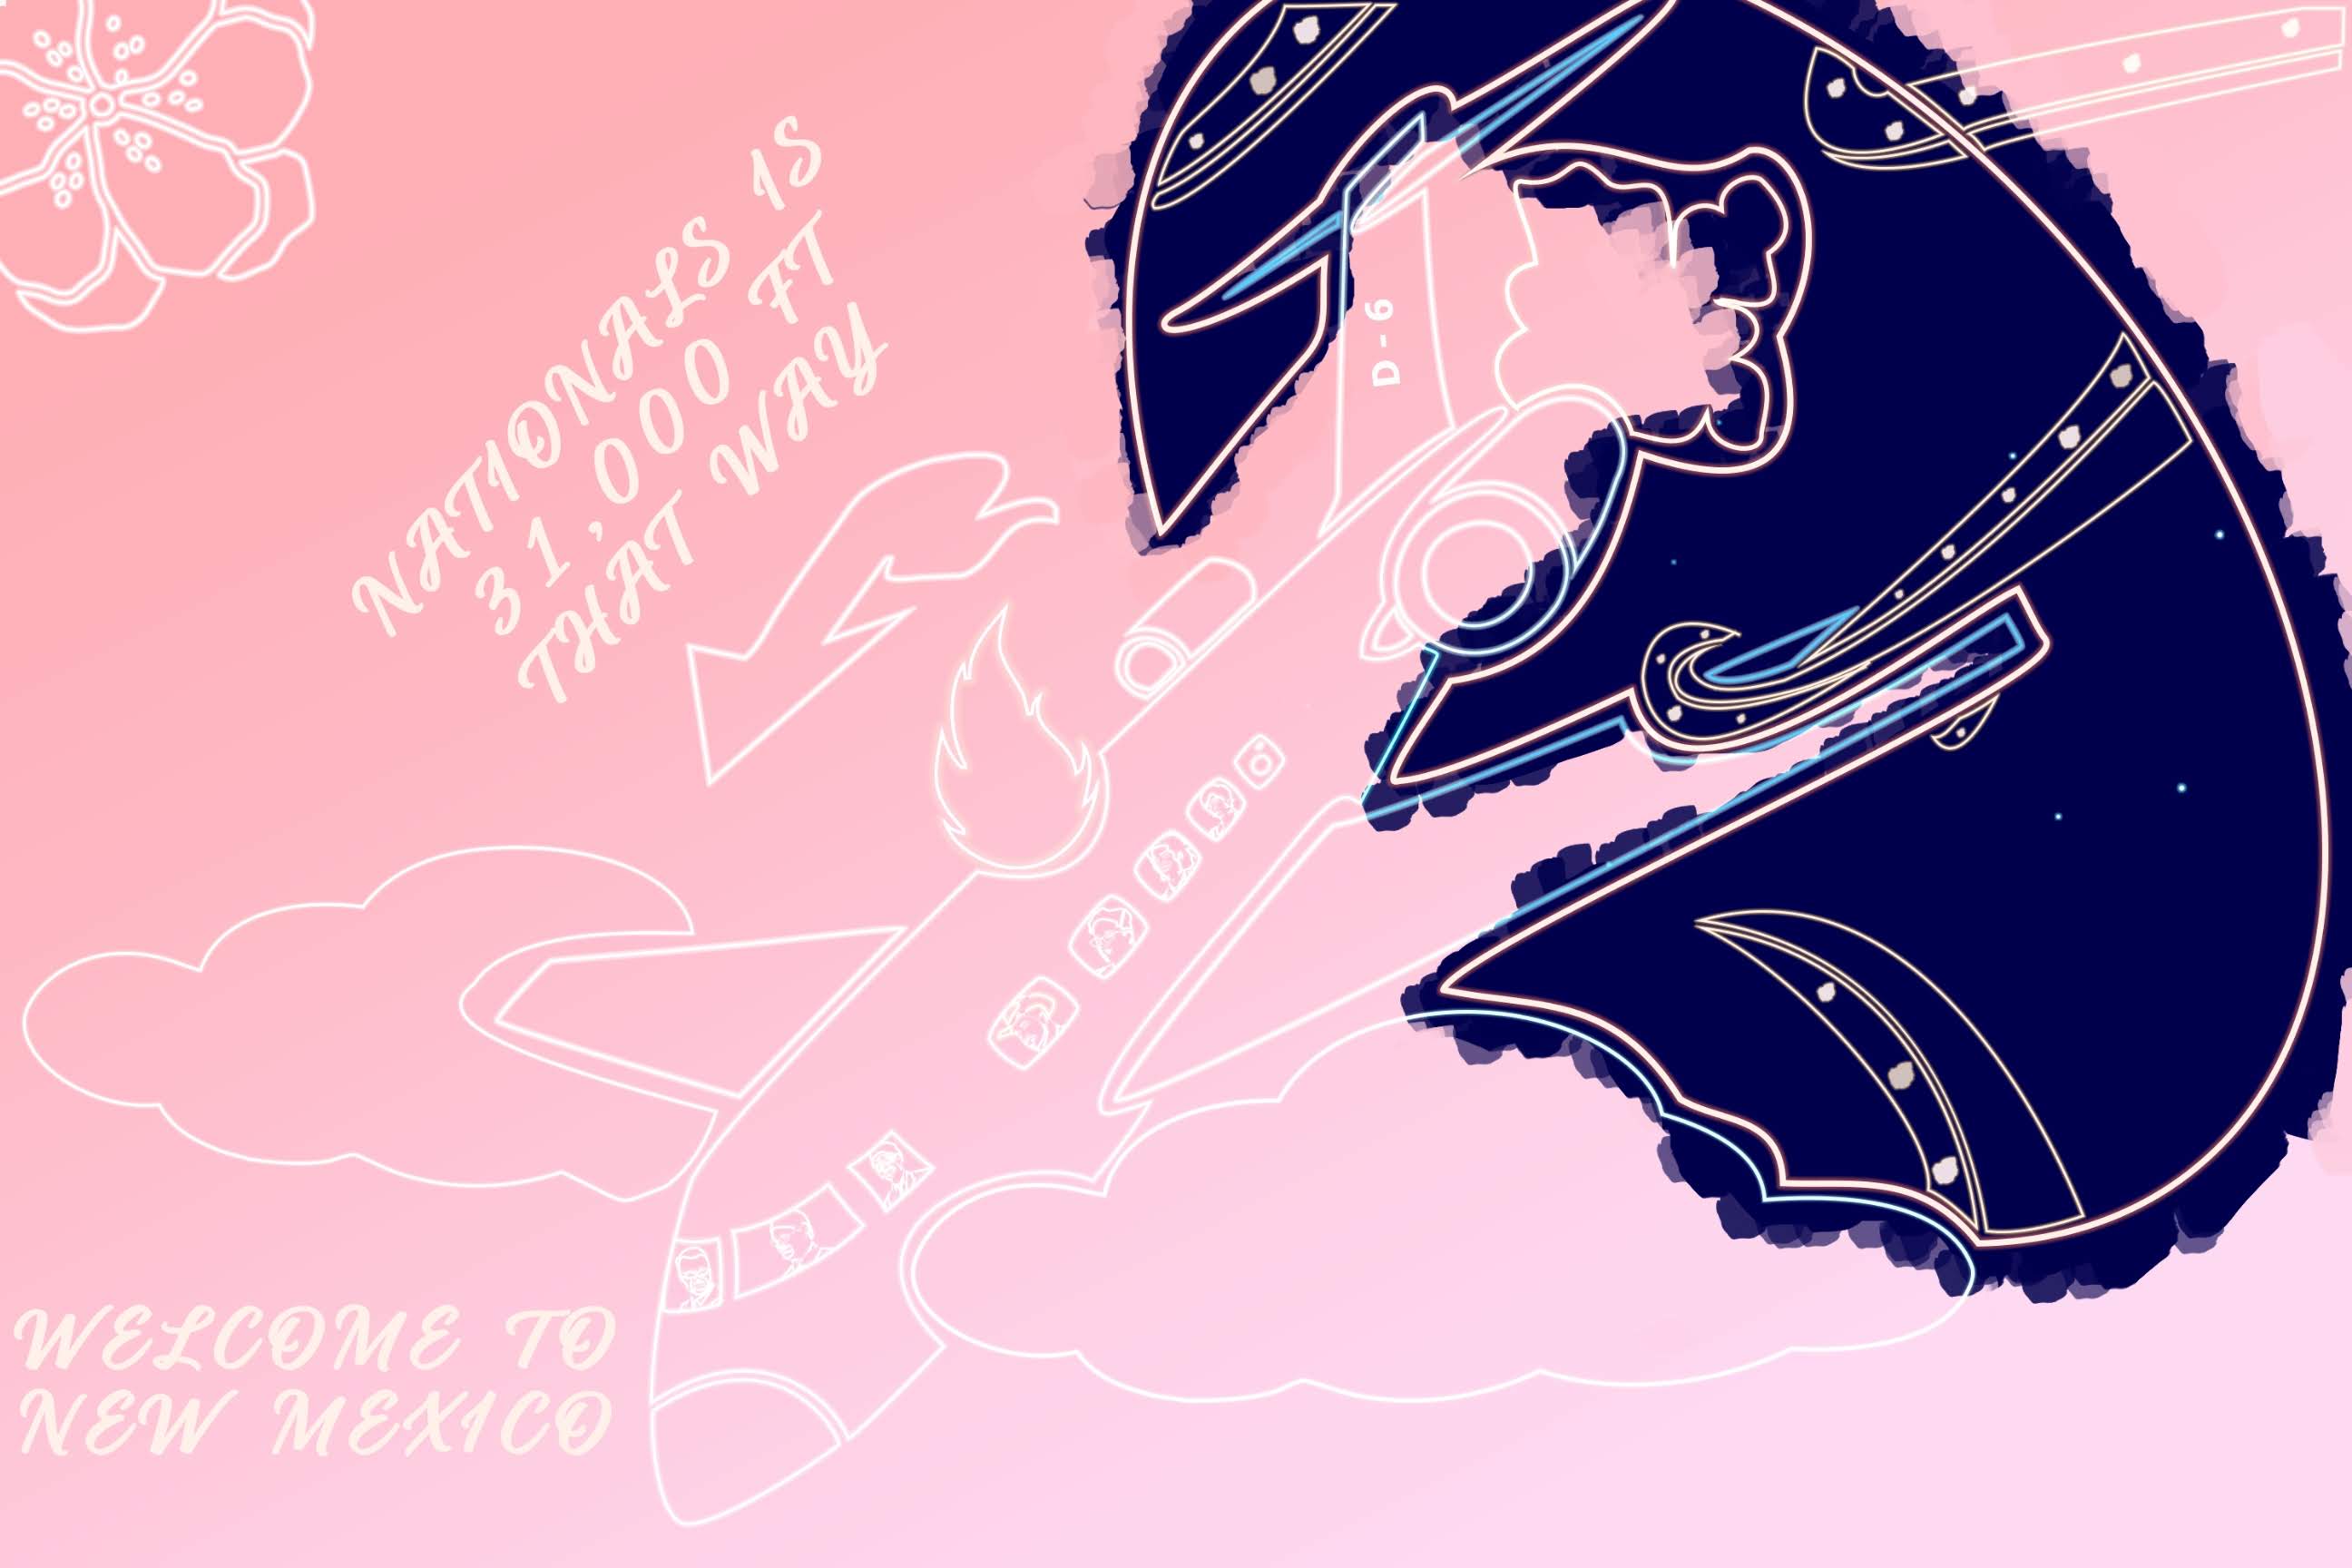 NATIONALS IS
31,000 FT
THAT WAY
D-6
WELCOME TO
NEW MEXICO